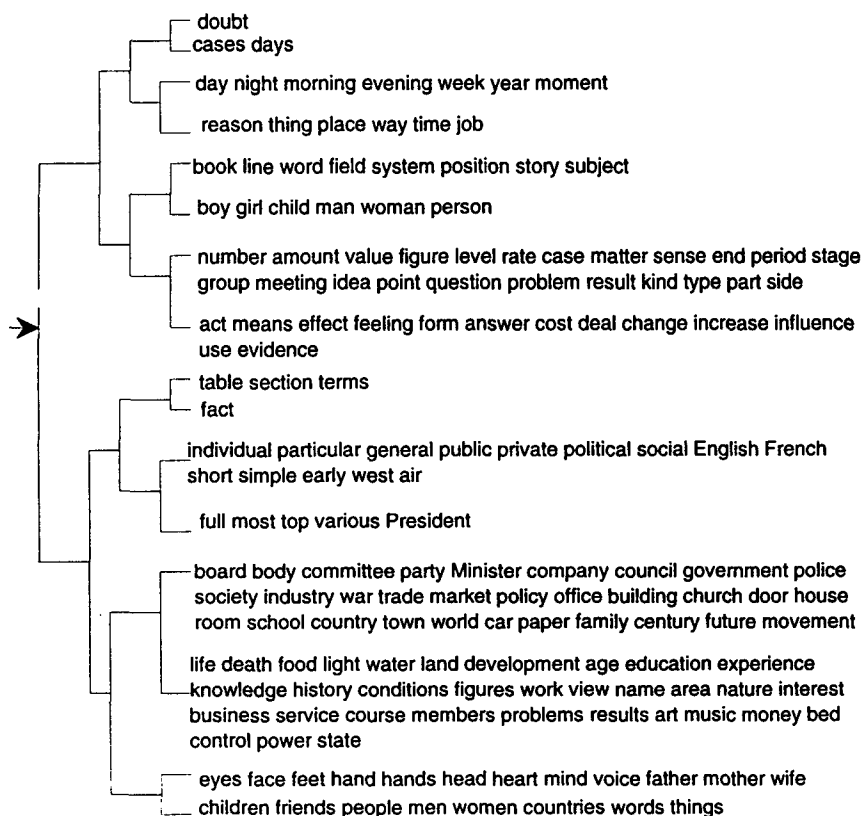 doubt
cases days
day night morning evening week year moment
reason thing place way time job
book line word field system position story subject
boy girl child man woman person
number amount value figure level rate case matter sense end period stage
group meeting idea point question problem result kind type part side
act means effect feeling form answer cost deal change increase influence
use evidence
table section terms
fact
individual particular general public private political social English French
short simple early west air
full most top various President
board body committee party Minister company council government police
society industry war trade market policy office building church door house
room school country town world car paper family century future movement
life death food light water land development age education experience
knowledge history conditions figures work view name area nature interest
business service course members problems results art music money bed
control power state
eyes face feet hand hands head heart mind voice father mother wife
children friends people men women countries words things